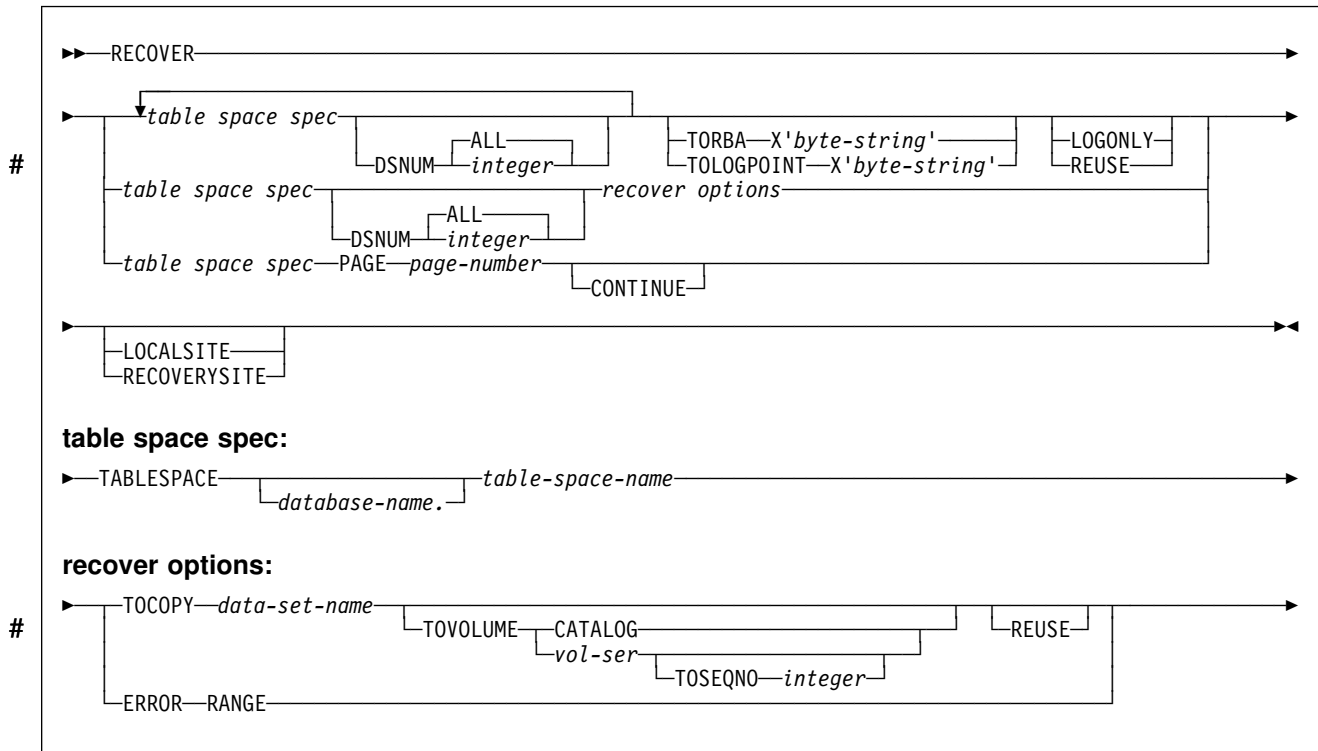 RECOVER
table space spec
ALL
TORBA X'byte-string'
LOGONLY
# DSNUM integer TOLOGPOINT X'byte-string' REUSE
table space spec recover options
ALL
DSNUM integer
table space spec PAGE page-number
CONTINUE
LOCALSITE
RECOVERYSITE
table space spec:
TABLESPACE table-space-name
database-name.
recover options:
TOCOPY data-set-name
# TOVOLUME CATALOG REUSE
vol-ser
TOSEQNO integer
ERROR RANGE